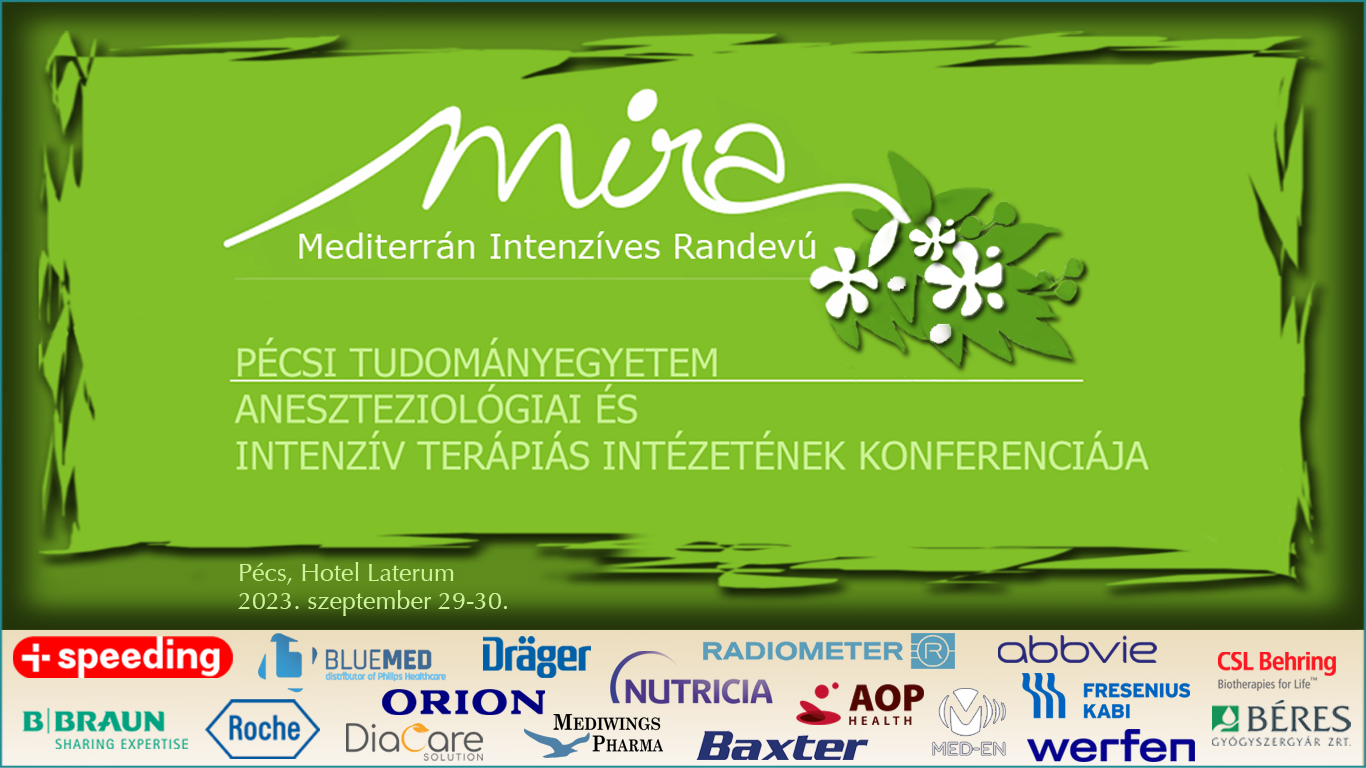 mira
Mediterrán Intenzíves Randevú
PÉCSI TUDOMÁNYEGYETEM
ANESZTEZIOLÓGIAI ÉS
INTENZÍV TERÁPIÁS INTÉZETÉNEK KONFERENCIÁJA
Pécs, Hotel Laterum
2023. szeptember 29-30.
speeding
BLUEMED
distributor of Philips Healthcare
Dräger
NUTRICIA
RADIOMETER R
abbvie
CSL Behring
Biotherapies for Life™
B|BRAUN
SHARING EXPERTISE
Roche
ORION
DiaCare
SOLUTION
MEDIWINGS
PHARMA
Baxter
AOP
HEALTH
MED-EN
FRESENIUS
KABI
werfen
BÉRES
GYÓGYSZERGYÁR ZRT.